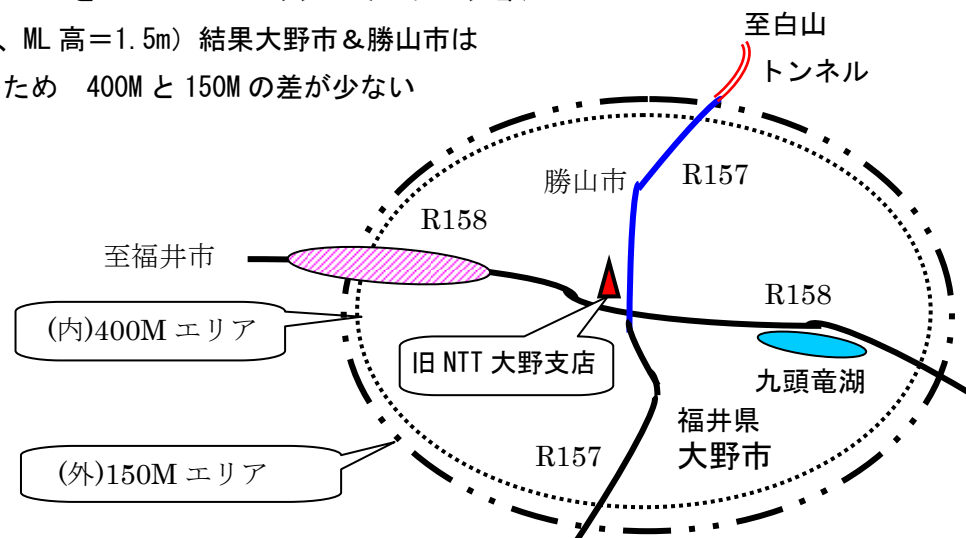 、ML 高＝1.5m）結果大野市＆勝山市は
ため　400M と 150M の差が少ない
至白山
トンネル
勝山市
R157
R158
至福井市
R158
(内)400M エリア
旧 NTT 大野支店
九頭竜湖
福井県
大野市
R157
(外)150M エリア